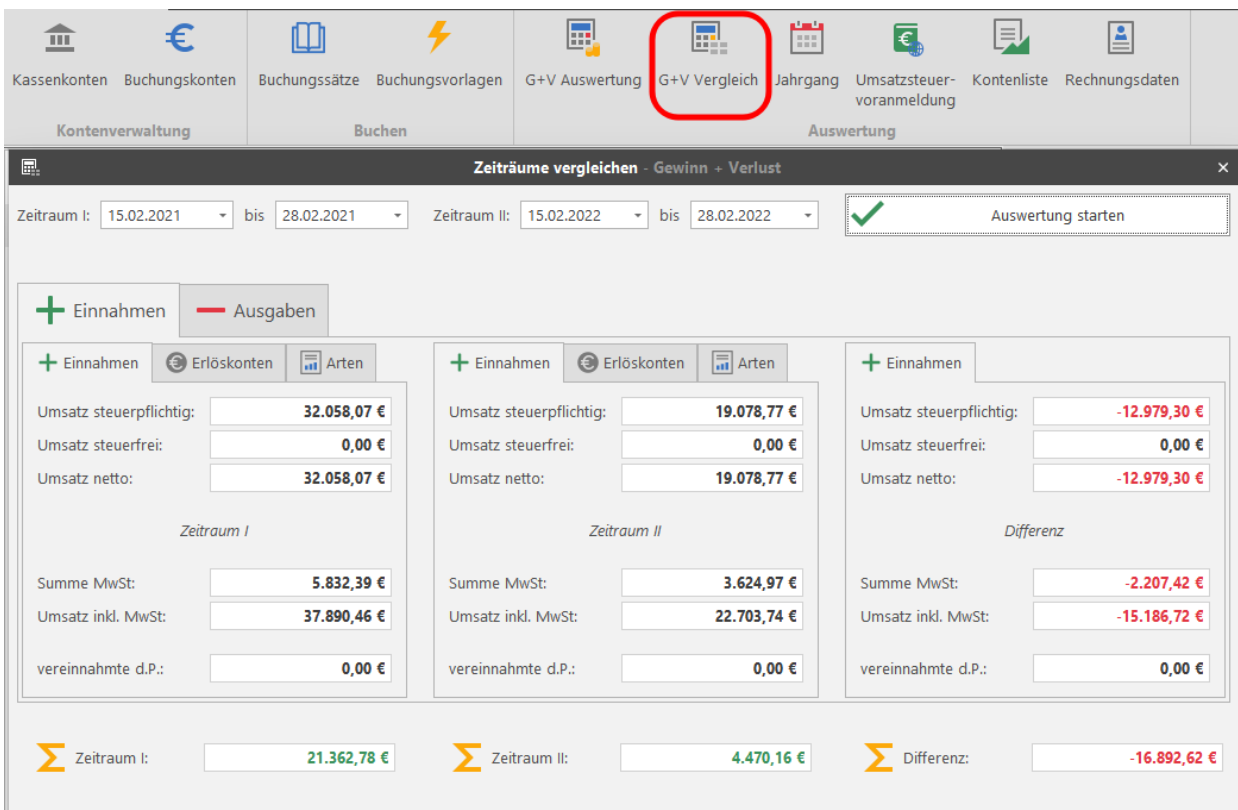 Kassenkonten Buchungskonten Buchungssätze Buchungsvorlagen G+V Auswertung G+V Vergleich Jahrgang Umsatzsteuer- Kontenliste Rechnungsdaten
voranmeldung
Kontenverwaltung Buchen Auswertung
Zeiträume vergleichen - Gewinn + Verlust
Zeitraum I: 15.02.2021 bis 28.02.2021 Zeitraum II: 15.02.2022 bis 28.02.2022 Auswertung starten
Einnahmen Ausgaben
Einnahmen Erlöskonten Arten Einnahmen Erlöskonten Arten Einnahmen
Umsatz steuerpflichtig: 32.058,07 € Umsatz steuerpflichtig: 19.078,77 € Umsatz steuerpflichtig: -12.979,30 €
Umsatz steuerfrei: 0,00 € Umsatz steuerfrei: 0,00 € Umsatz steuerfrei: 0,00 €
Umsatz netto: 32.058,07 € Umsatz netto: 19.078,77 € Umsatz netto: -12.979,30 €
Zeitraum I Zeitraum II Differenz
Summe MwSt: 5.832,39 € Summe MwSt: 3.624,97 € Summe MwSt: -2.207,42 €
Umsatz inkl. MwSt: 37.890,46 € Umsatz inkl. MwSt: 22.703,74 € Umsatz inkl. MwSt: -15.186,72 €
vereinnahmte d.P.: 0,00 € vereinnahmte d.P.: 0,00 € vereinnahmte d.P.: 0,00 €
Zeitraum I: 21.362,78 € Zeitraum II: 4.470,16 € Differenz: -16.892,62 €